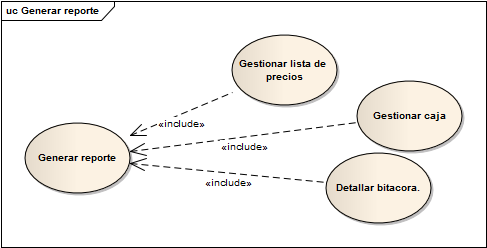 uc Generar reporte
Gestionar lista de
precios
«include»
Gestionar caja
«include»
Generar reporte
«include»
Detallar bitacora.